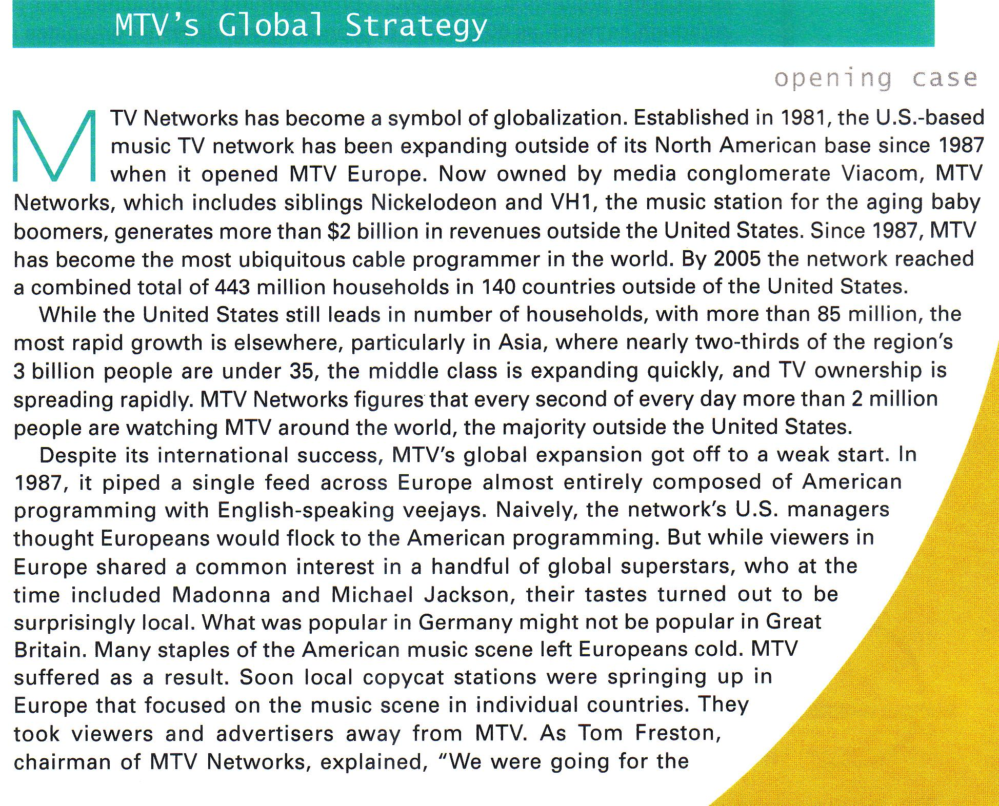 MTV's Global Strategy
opening case
MTV Networks has become a symbol of globalization. Established in 1981, the U.S.-based
music TV network has been expanding outside of its North American base since 1987
when it opened MTV Europe. Now owned by media conglomerate Viacom, MTV
Networks, which includes siblings Nickelodeon and VH1, the music station for the aging baby
boomers, generates more than $2 billion in revenues outside the United States. Since 1987, MTV
has become the most ubiquitous cable programmer in the world. By 2005 the network reached
a combined total of 443 million households in 140 countries outside of the United States.
While the United States still leads in number of households, with more than 85 million, the
most rapid growth is elsewhere, particularly in Asia, where nearly two-thirds of the region's
3 billion people are under 35, the middle class is expanding quickly, and TV ownership is
spreading rapidly. MTV Networks figures that every second of every day more than 2 million
people are watching MTV around the world, the majority outside the United States.
Despite its international success, MTV's global expansion got off to a weak start. In
1987, it piped a single feed across Europe almost entirely composed of American
programming with English-speaking veejays. Naively, the network's U.S. managers
thought Europeans would flock to the American programming. But while viewers in
Europe shared a common interest in a handful of global superstars, who at the
time included Madonna and Michael Jackson, their tastes turned out to be
surprisingly local. What was popular in Germany might not be popular in Great
Britain. Many staples of the American music scene left Europeans cold. MTV
suffered as a result. Soon local copycat stations were springing up in
Europe that focused on the music scene in individual countries. They
took viewers and advertisers away from MTV. As Tom Freston,
chairman of MTV Networks, explained, “We were going for the